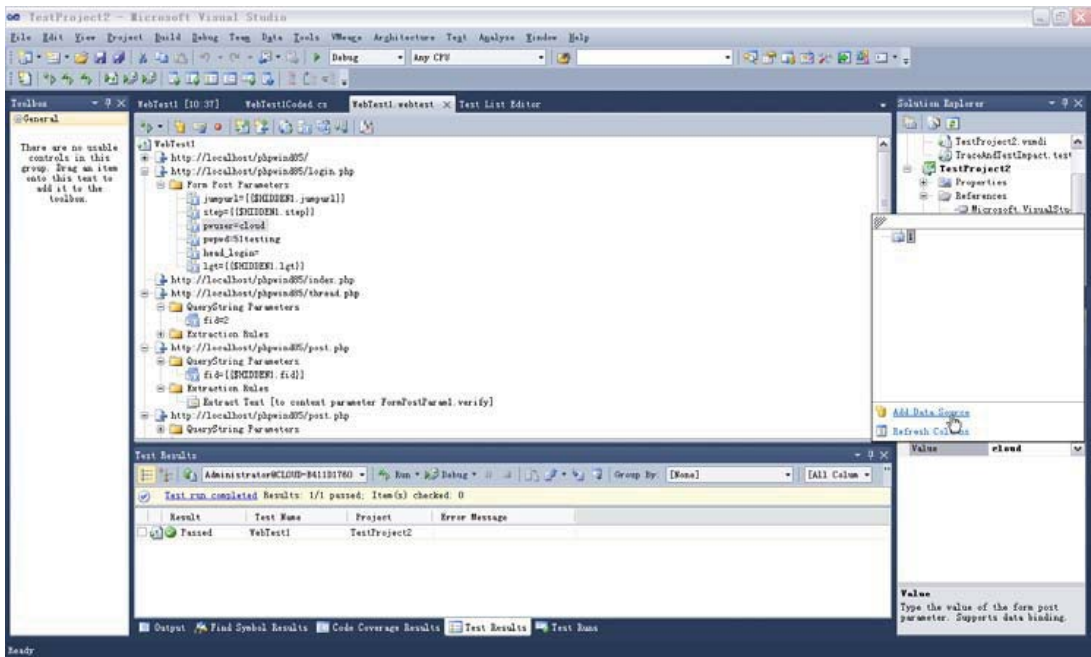 TestProject2 - Microsoft Visual Studio
File Edit View Project Build Debug Team Data Tools VMware Architecture Test Analyze Window Help
Debug Any CPU
Toolbox
General
There are no usable
controls in this
group. Drag an item
onto this text to
add it to the
toolbox.
WebTest1 [10:37] WebTest1Coded.cs WebTest1.webtest Test List Editor
WebTest1
http://localhost/phpwind85/
http://localhost/phpwind85/login.php
Form Post Parameters
jumpurl={{$HIDDEN1.jumpurl}}
step={{$HIDDEN1.step}}
pwuser=cloud
pwpwd=51testing
head_login=
lgt={{$HIDDEN1.lgt}}
http://localhost/phpwind85/index.php
http://localhost/phpwind85/thread.php
QueryString Parameters
fid=2
Extraction Rules
http://localhost/phpwind85/post.php
QueryString Parameters
fid={{$HIDDEN1.fid}}
Extraction Rules
Extract Text [to context parameter FormPostParam1.verify]
http://localhost/phpwind85/post.php
QueryString Parameters
Solution Explorer
TestProject2.vsmdi
TraceAndTestImpact.test
TestProject2
Properties
References
Microsoft.VisualStu
Add Data Source
Refresh Columns
Value cloud
Value
Type the value of the form post
parameter. Supports data binding.
Test Results
Administrator@CLOUD-B411D1760 Run Debug Group By: [None] [All Colum
Test run completed Results: 1/1 passed; Item(s) checked: 0
Result Test Name Project Error Message
Passed WebTest1 TestProject2
Output Find Symbol Results Code Coverage Results Test Results Test Runs
Ready